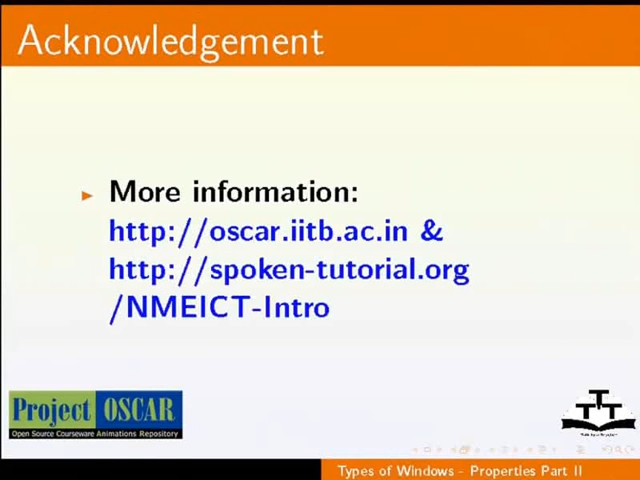 Acknowledgement
More information:
http://oscar.iitb.ac.in &
http://spoken-tutorial.org
/NMEICT-Intro
Project OSCAR
Open Source Courseware Animations Repository
TTT
Types of Windows - Properties Part II